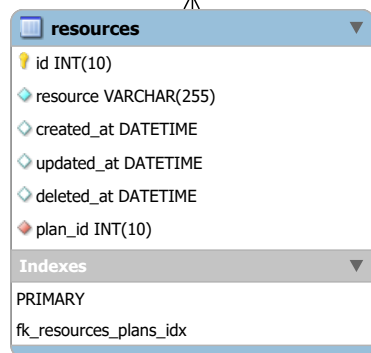 resources
id INT(10)
resource VARCHAR(255)
created_at DATETIME
updated_at DATETIME
deleted_at DATETIME
plan_id INT(10)
Indexes
PRIMARY
fk_resources_plans_idx